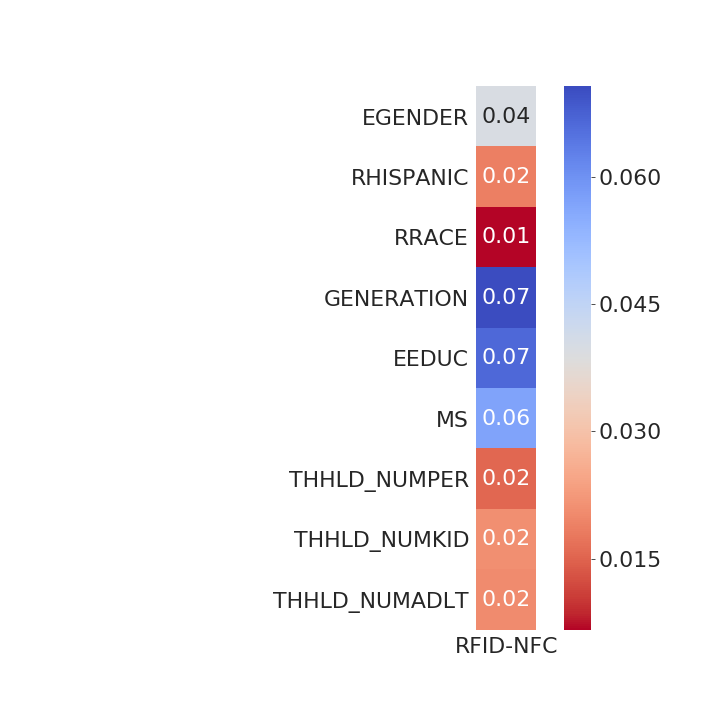 EGENDER 0.04
RHISPANIC 0.02 0.060
RRACE 0.01
GENERATION 0.07 0.045
EEDUC 0.07
MS 0.06 0.030
THHLD_NUMPER 0.02
THHLD_NUMKID 0.02 0.015
THHLD_NUMADLT 0.02
RFID-NFC